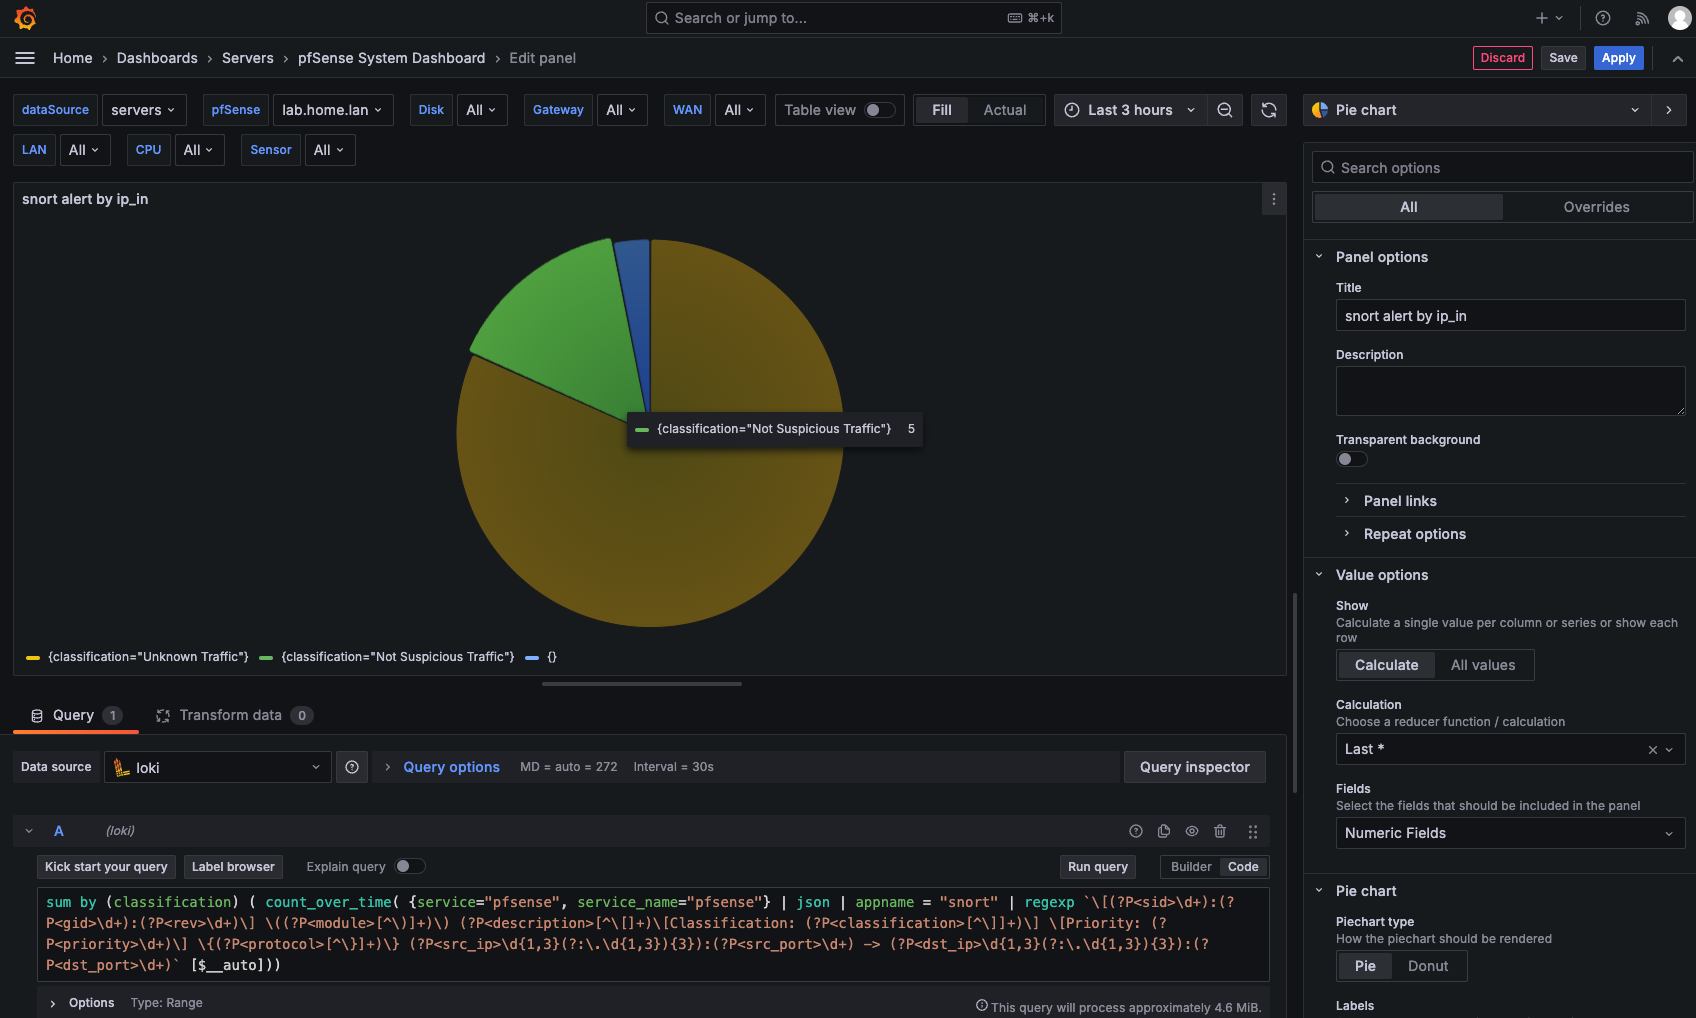 Search or jump to...
⌘+k
Home › Dashboards › Servers › pfSense System Dashboard › Edit panel
Discard
Save
Apply
dataSource
servers
pfSense
lab.home.lan
Disk
All
Gateway
All
WAN
All
Table view
Fill
Actual
Last 3 hours
LAN
All
CPU
All
Sensor
All
snort alert by ip_in
{classification="Not Suspicious Traffic"} 5
{classification="Unknown Traffic"} {classification="Not Suspicious Traffic"} {}
Query 1
Transform data 0
Data source
loki
Query options
MD = auto = 272
Interval = 30s
Query inspector
A
(loki)
Kick start your query
Label browser
Explain query
Run query
Builder
Code
sum by (classification) ( count_over_time( {service="pfsense", service_name="pfsense"} | json | appname = "snort" | regexp `\[(?P<sid>\d+):(?
P<gid>\d+):(?P<rev>\d+)\] \((?P<module>[^\)]+)\) (?P<description>[^\[]+)\[Classification: (?P<classification>[^\]]+)\] \[Priority: (?
P<priority>\d+)\] \{(?P<protocol>[^\}]+)\} (?P<src_ip>\d{1,3}(?:\.\d{1,3}){3}):(?P<src_port>\d+) -> (?P<dst_ip>\d{1,3}(?:\.\d{1,3}){3}):(?
P<dst_port>\d+)` [$__auto]))
Options
Type: Range
This query will process approximately 4.6 MiB.
Pie chart
Search options
All
Overrides
Panel options
Title
snort alert by ip_in
Description
Transparent background
Panel links
Repeat options
Value options
Show
Calculate a single value per column or series or show each
row
Calculate
All values
Calculation
Choose a reducer function / calculation
Last *
Fields
Select the fields that should be included in the panel
Numeric Fields
Pie chart
Piechart type
How the piechart should be rendered
Pie
Donut
Labels